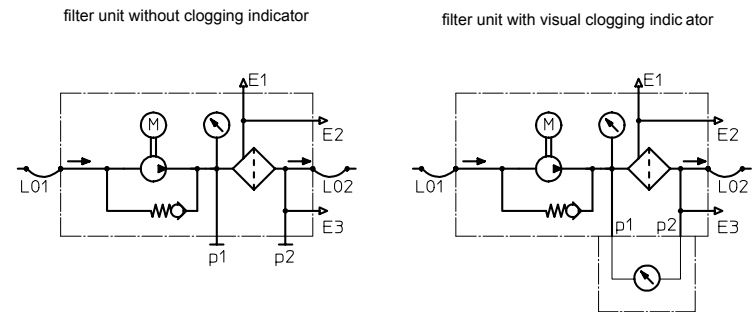 filter unit without clogging indicator
filter unit with visual clogging indic ator
E1
M
E2
L01
L02
E3
p1
p2
E1
M
E2
L01
L02
p1
p2
E3